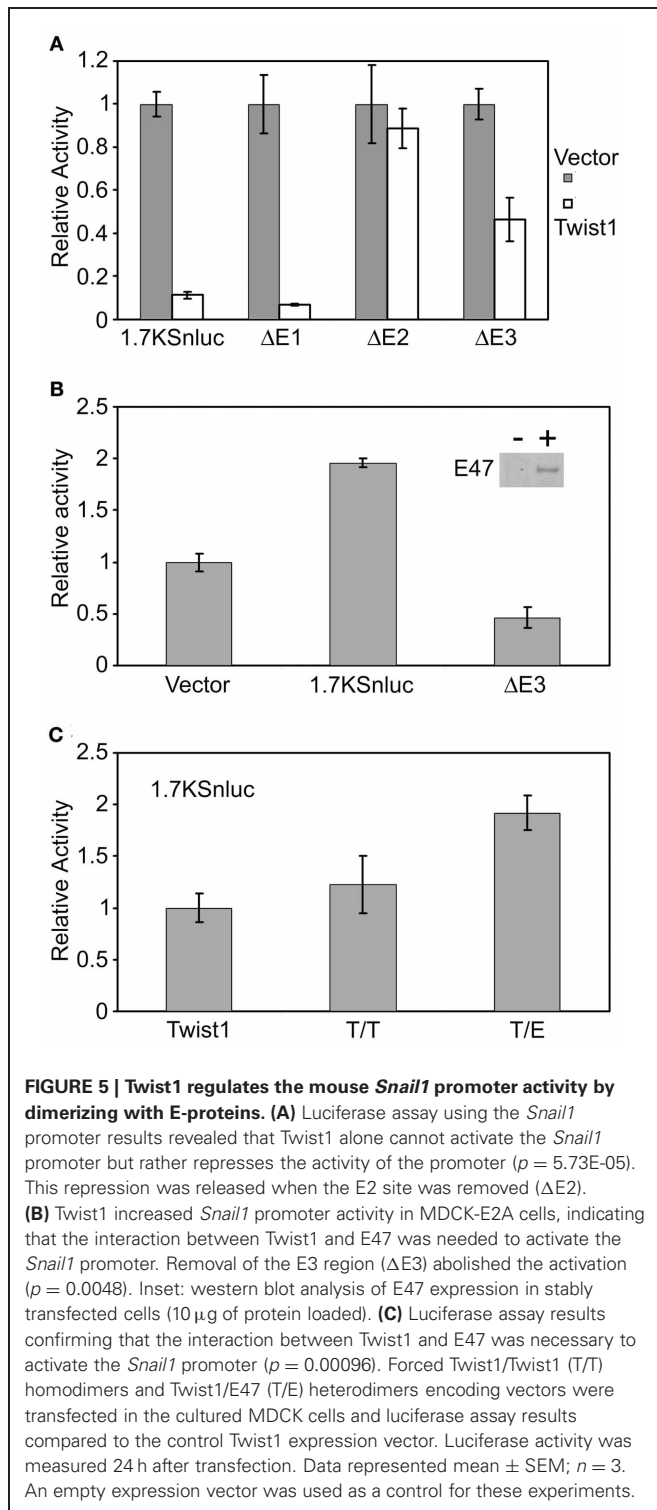 A
1.2
1
0.8
0.6
0.4
0.2
0
Relative Activity
Vector
Twist1
1.7KSnluc ΔE1 ΔE2 ΔE3
B
2.5
2
1.5
1
0.5
0
Relative activity
- +
E47
Vector 1.7KSnluc ΔE3
C
2.5
2
1.5
1
0.5
0
Relative Activity
1.7KSnluc
Twist1 T/T T/E
FIGURE 5 | Twist1 regulates the mouse Snail1 promoter activity by
dimerizing with E-proteins. (A) Luciferase assay using the Snail1
promoter results revealed that Twist1 alone cannot activate the Snail1
promoter but rather represses the activity of the promoter (p = 5.73E-05).
This repression was released when the E2 site was removed (ΔE2).
(B) Twist1 increased Snail1 promoter activity in MDCK-E2A cells, indicating
that the interaction between Twist1 and E47 was needed to activate the
Snail1 promoter. Removal of the E3 region (ΔE3) abolished the activation
(p = 0.0048). Inset: western blot analysis of E47 expression in stably
transfected cells (10 μg of protein loaded). (C) Luciferase assay results
confirming that the interaction between Twist1 and E47 was necessary to
activate the Snail1 promoter (p = 0.00096). Forced Twist1/Twist1 (T/T)
homodimers and Twist1/E47 (T/E) heterodimers encoding vectors were
transfected in the cultured MDCK cells and luciferase assay results
compared to the control Twist1 expression vector. Luciferase activity was
measured 24 h after transfection. Data represented mean ± SEM; n = 3.
An empty expression vector was used as a control for these experiments.